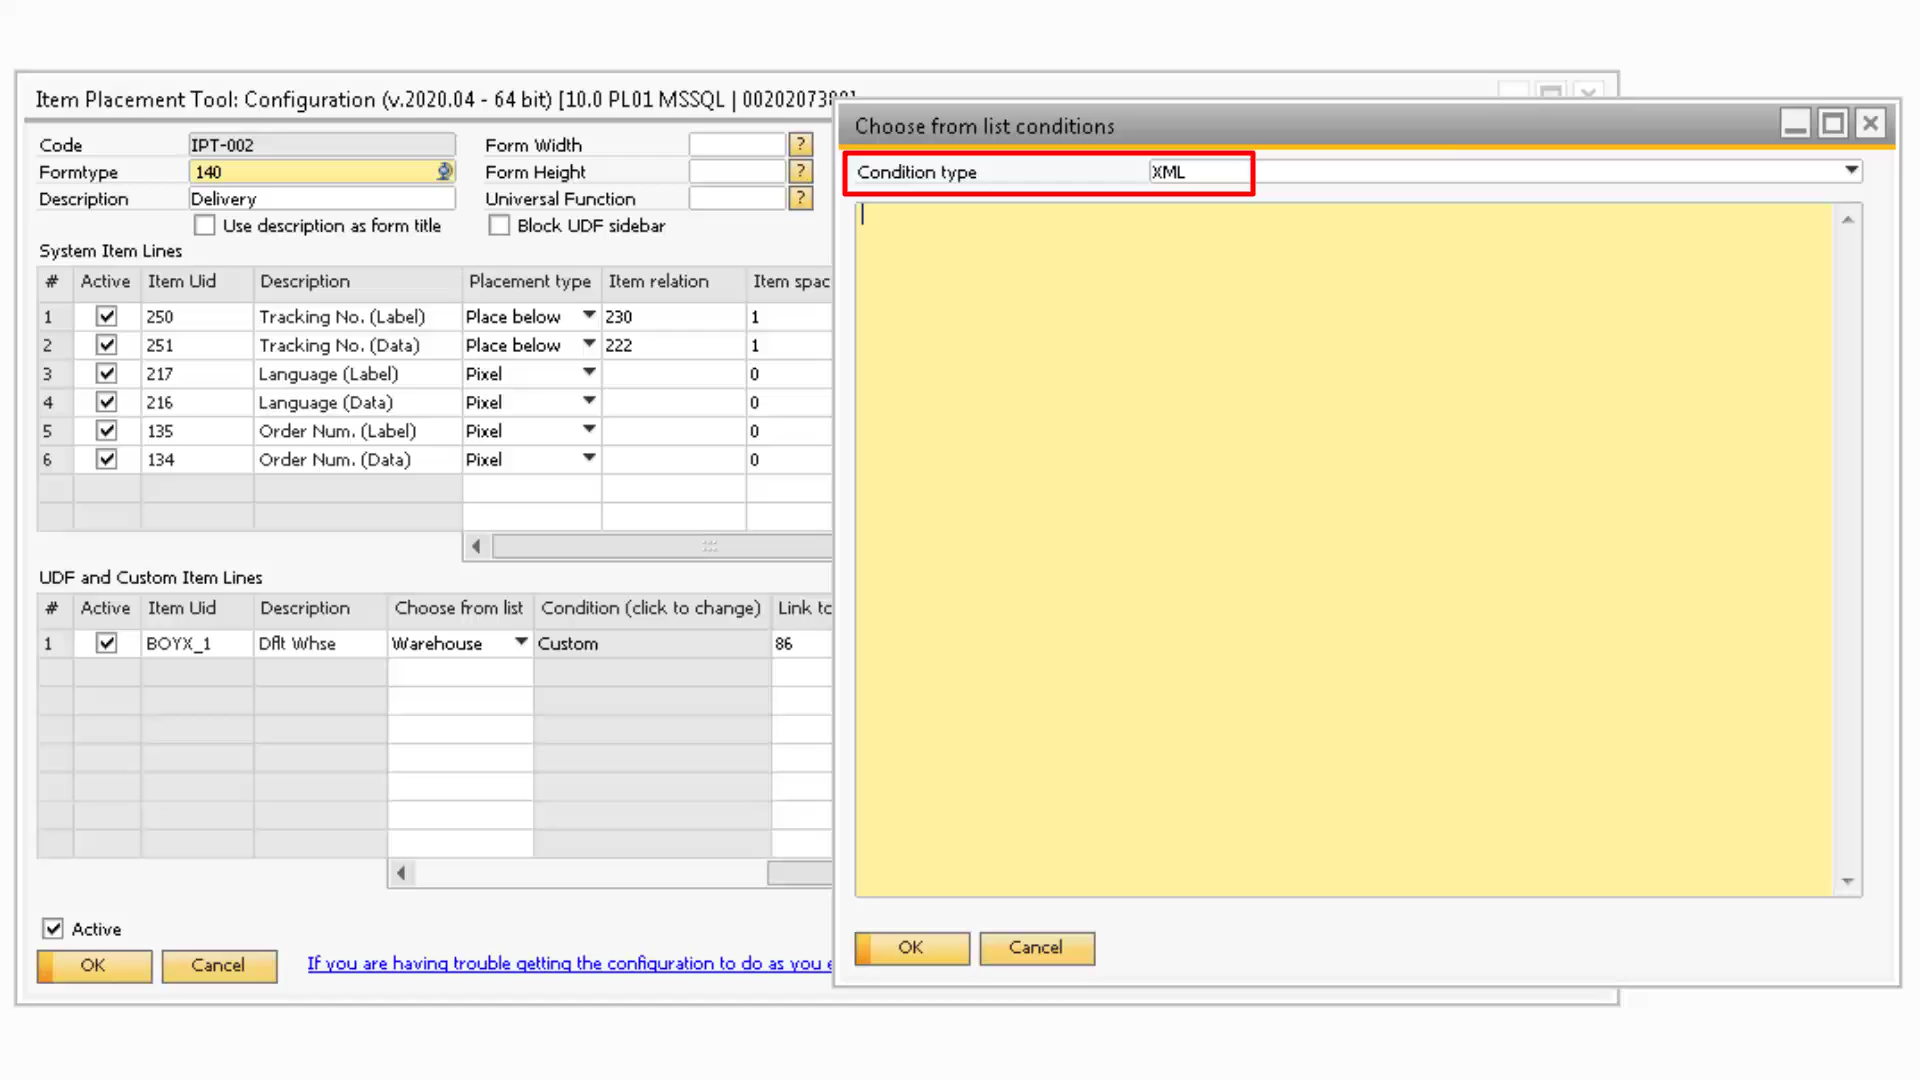 Item Placement Tool: Configuration (v.2020.04 - 64 bit) [10.0 PL01 MSSQL |
Code IPT-002 Form Width ?
Formtype 140 Form Height ?
Description Delivery Universal Function ?
Use description as form title Block UDF sidebar
System Item Lines
# Active Item Uid Description Placement type Item relation Item spac
1 250 Tracking No. (Label) Place below 230 1
2 251 Tracking No. (Data) Place below 222 1
3 217 Language (Label) Pixel 0
4 216 Language (Data) Pixel 0
5 135 Order Num. (Label) Pixel 0
6 134 Order Num. (Data) Pixel 0
UDF and Custom Item Lines
# Active Item Uid Description Choose from list Condition (click to change) Link to
1 BOYX_1 Dflt Whse Warehouse Custom 86
Active
OK Cancel If you are having trouble getting the configuration to do as you
Choose from list conditions
Condition type XML
OK Cancel